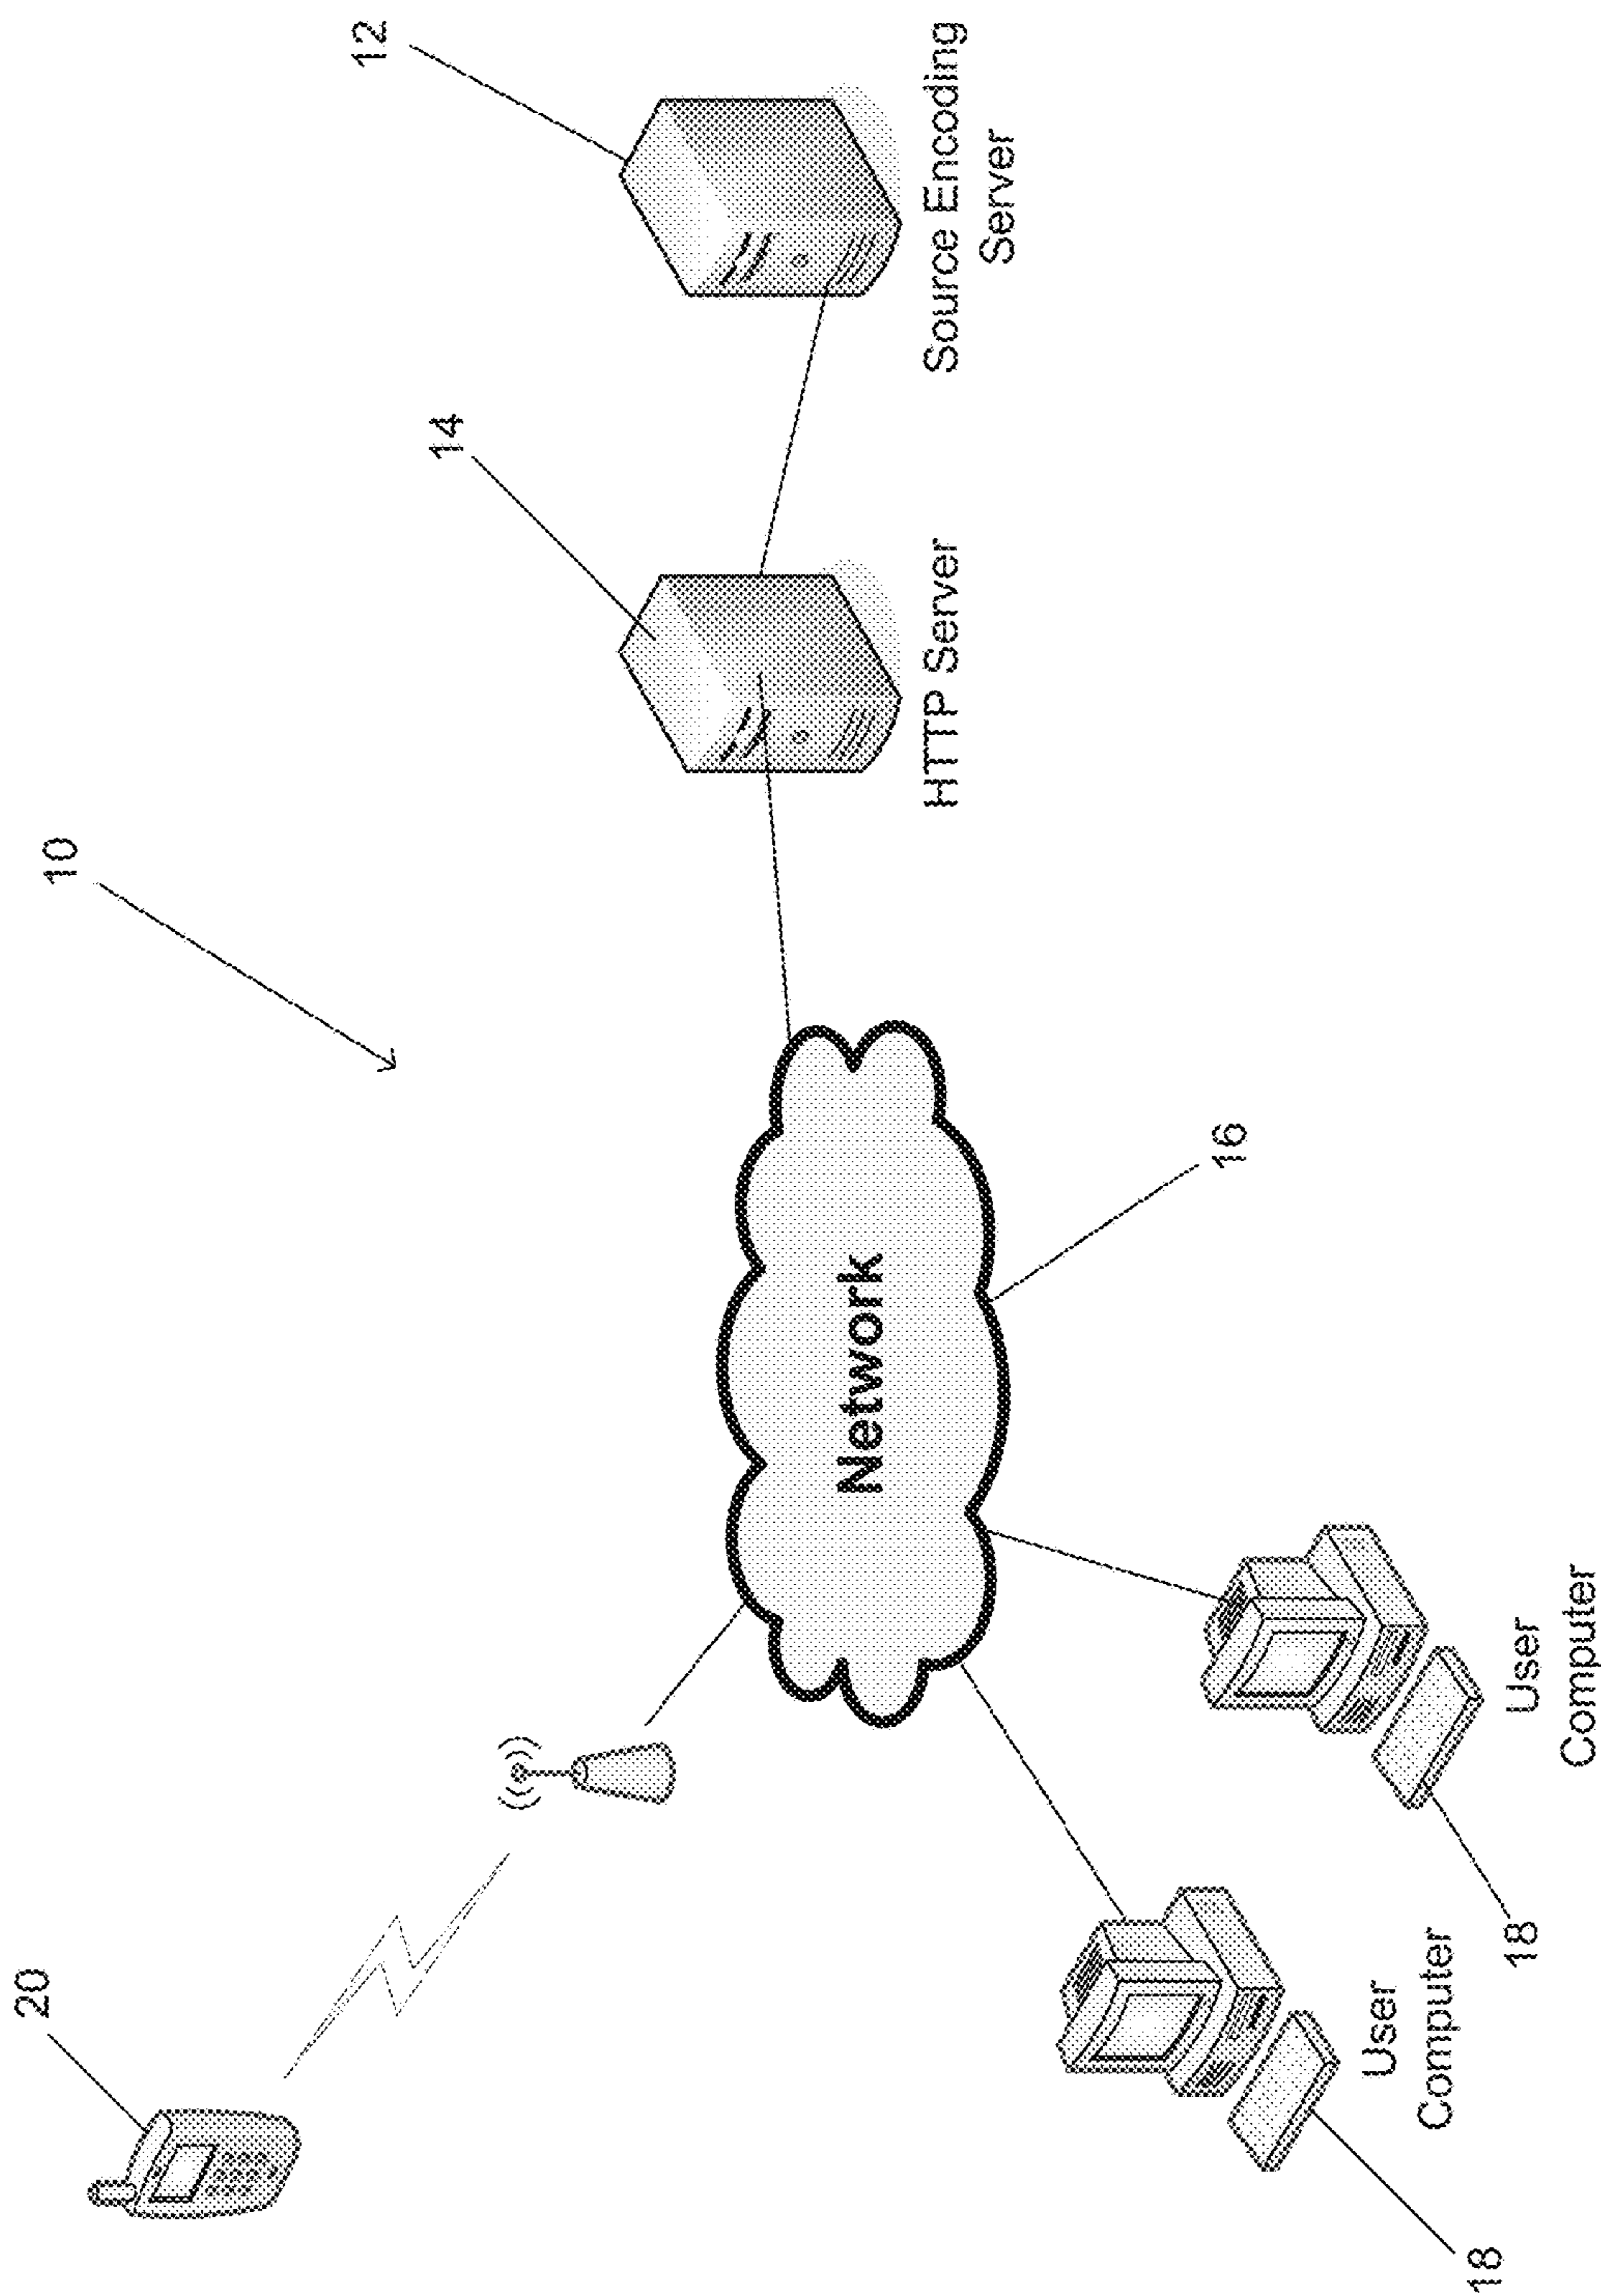 20
10
14
12
Network
16
HTTP Server
Source Encoding
Server
User
Computer
18
User
Computer
18